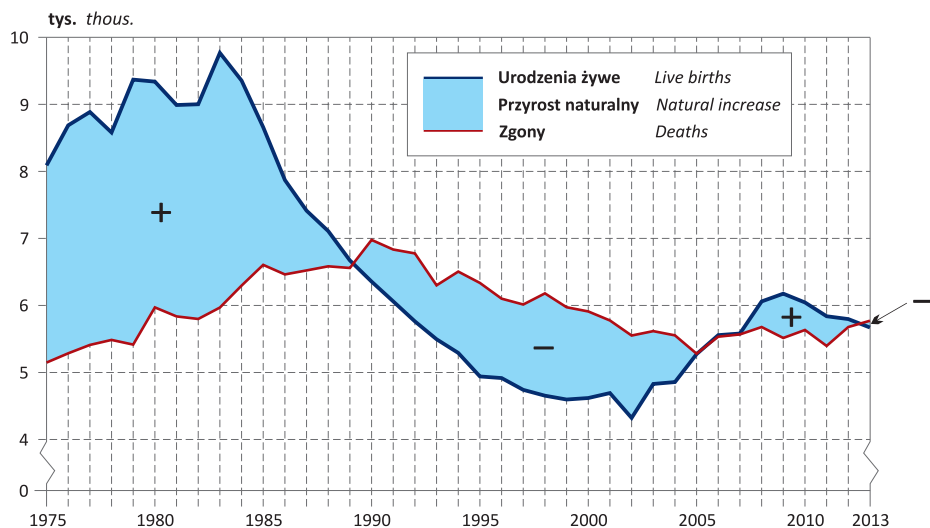 tys. thous.
10
9
8
7
6
5
4
0
Urodzenia żywe Live births
Przyrost naturalny Natural increase
Zgony Deaths
+
−
+
−
1975 1980 1985 1990 1995 2000 2005 2010 2013